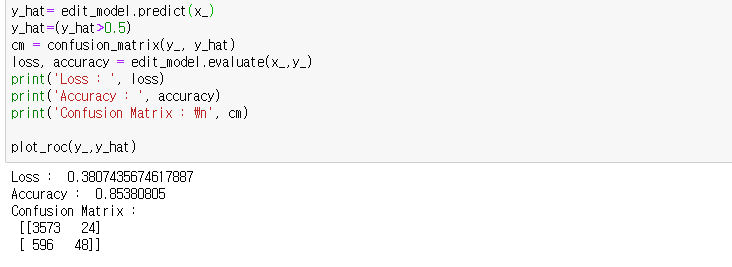 y_hat= edit_model.predict(x_)
y_hat=(y_hat>0.5)
cm = confusion_matrix(y_, y_hat)
loss, accuracy = edit_model.evaluate(x_,y_)
print('Loss : ', loss)
print('Accuracy : ', accuracy)
print('Confusion Matrix : ₩n', cm)
plot_roc(y_,y_hat)
Loss :  0.3807435674617887
Accuracy :  0.85380805
Confusion Matrix :
[[3573   24]
[ 596   48]]